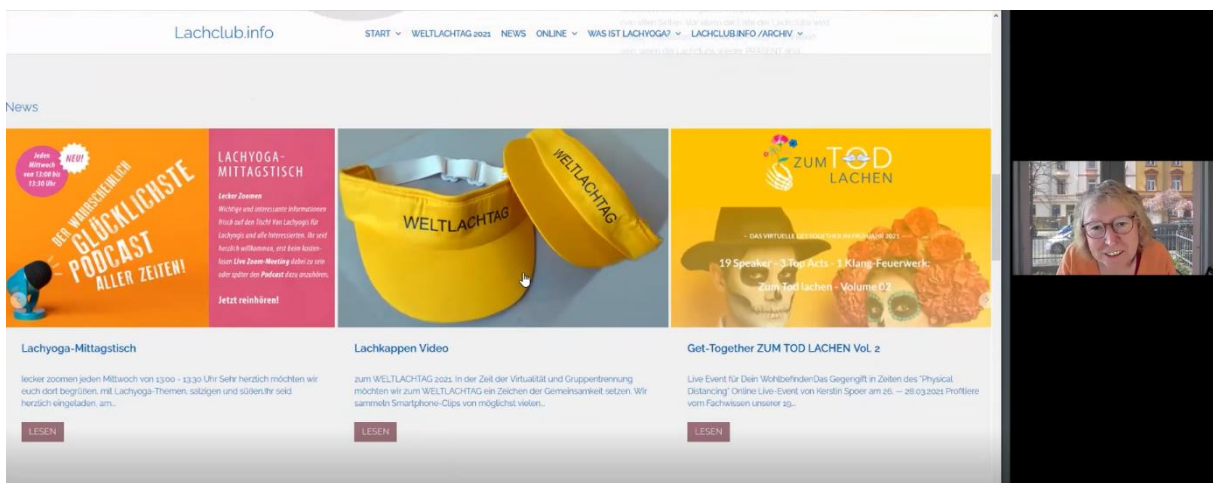 Lachclub.info
START WELTLACHTAG 2021 NEWS ONLINE WAS IST LACHYOGA? LACHCLUB.INFO /ARCHIV
News
Jeden
Mittwoch
von 13:00 bis
13:30 Uhr
NEU!
DER WAHRSCHEINLICH
GLÜCKLICHSTE
PODCAST
ALLER ZEITEN!
LACHYOGA-
MITTAGSTISCH
Lecker Zoomen
Wichtige und interessante Informationen
frisch auf den Tisch! Von Lachyogis für
Lachyogis und alle Interessierten. Ihr seid
herzlich willkommen, erst beim kosten-
losen Live Zoom-Meeting dabei zu sein
oder später den Podcast dazu anzuhören.
Jetzt reinhören!
WELTLACHTAG
WELTLACHTAG
ZUM TOD
LACHEN
- DAS VIRTUELLE GET-TOGETHER IM FRÜHJAHR 2021 -
19 Speaker - 3 Top Acts - 1 Klang-Feuerwerk:
Zum Tod lachen - Volume 02
Lachyoga-Mittagstisch
lecker zoomen jeden Mittwoch von 13:00 - 13:30 Uhr Sehr herzlich möchten wir
euch dort begrüßen. mit Lachyoga-Themen, salzigen und süßen.Ihr seid
herzlich eingeladen, am...
LESEN
Lachkappen Video
zum WELTLACHTAG 2021. In der Zeit der Virtualität und Gruppentrennung
möchten wir zum WELTLACHTAG ein Zeichen der Gemeinsamkeit setzen. Wir
sammeln Smartphone-Clips von möglichst vielen...
LESEN
Get-Together ZUM TOD LACHEN Vol. 2
Live Event für Dein WohlbefindenDas Gegengift in Zeiten des "Physical
Distancing" Online Live-Event von Kerstin Spoer am 26. — 28.03.2021 Profitiere
vom Fachwissen unserer 19...
LESEN